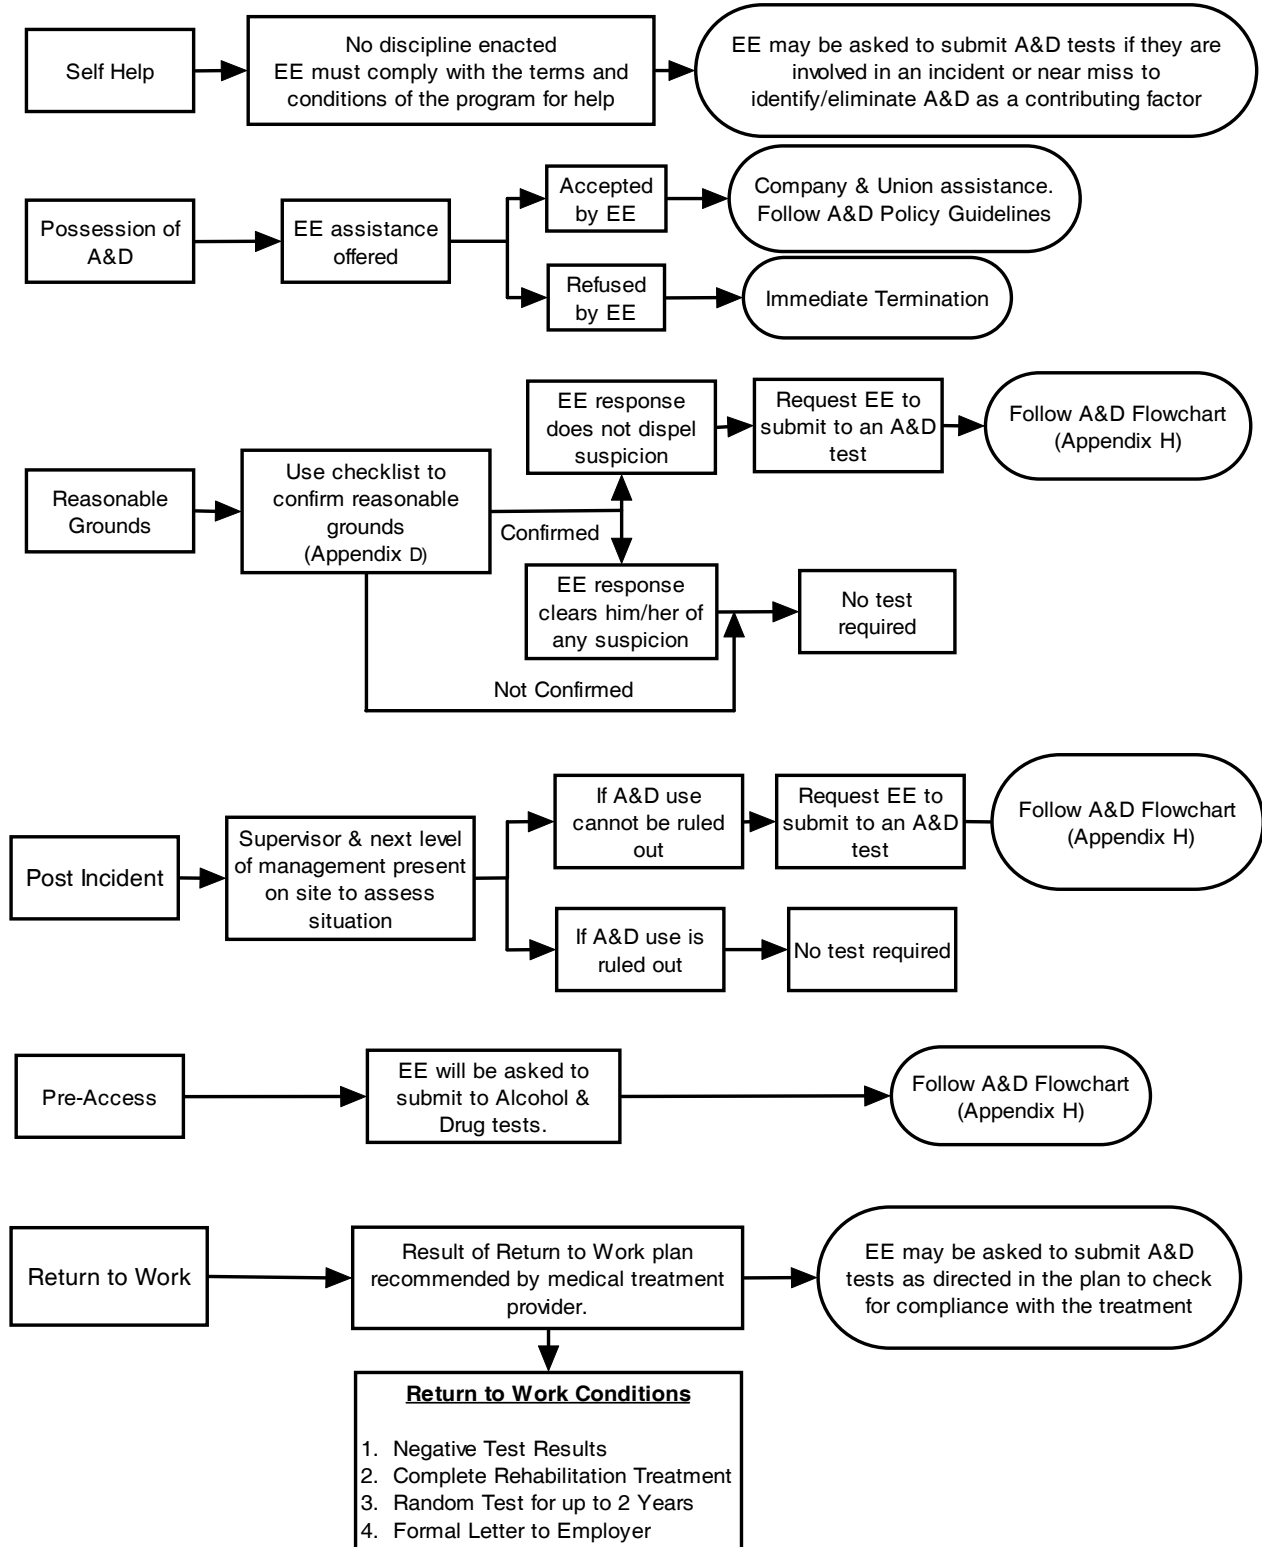 Self Help
No discipline enacted
EE must comply with the terms and
conditions of the program for help
EE may be asked to submit A&D tests if they are
involved in an incident or near miss to
identify/eliminate A&D as a contributing factor
Possession of
A&D
EE assistance
offered
Accepted
by EE
Company & Union assistance.
Follow A&D Policy Guidelines
Refused
by EE
Immediate Termination
Reasonable
Grounds
Use checklist to
confirm reasonable
grounds
(Appendix D)
Confirmed
EE response
does not dispel
suspicion
Request EE to
submit to an A&D
test
Follow A&D Flowchart
(Appendix H)
EE response
clears him/her of
any suspicion
No test
required
Not Confirmed
Post Incident
Supervisor & next level
of management present
on site to assess
situation
If A&D use
cannot be ruled
out
Request EE to
submit to an A&D
test
Follow A&D Flowchart
(Appendix H)
If A&D use is
ruled out
No test required
Pre-Access
EE will be asked to
submit to Alcohol &
Drug tests.
Follow A&D Flowchart
(Appendix H)
Return to Work
Result of Return to Work plan
recommended by medical treatment
provider.
EE may be asked to submit A&D
tests as directed in the plan to check
for compliance with the treatment
Return to Work Conditions
1. Negative Test Results
2. Complete Rehabilitation Treatment
3. Random Test for up to 2 Years
4. Formal Letter to Employer